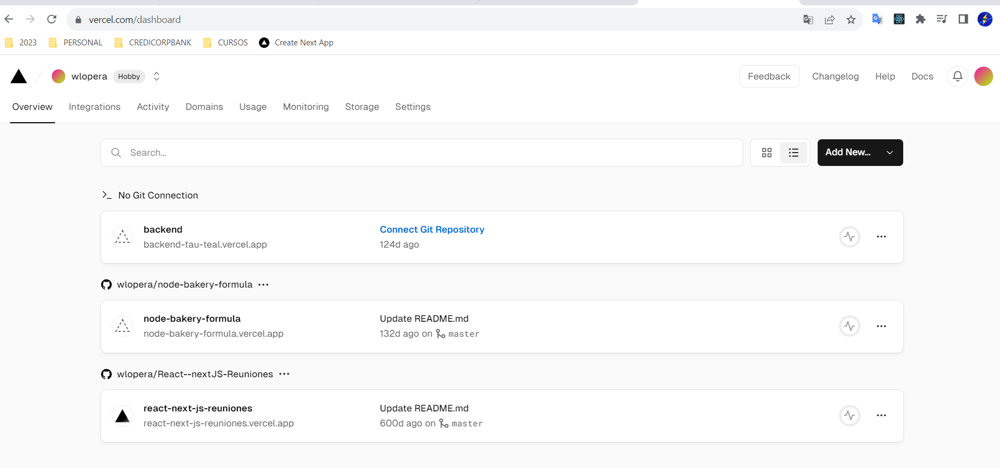 vercel.com/dashboard
2023 PERSONAL CREDICORPBANK CURSOS Create Next App
wlopera Hobby Feedback Changelog Help Docs
Overview Integrations Activity Domains Usage Monitoring Storage Settings
Search... Add New...
No Git Connection
backend Connect Git Repository
backend-tau-teal.vercel.app 124d ago
wlopera/node-bakery-formula
node-bakery-formula Update README.md
node-bakery-formula.vercel.app 132d ago on master
wlopera/React--nextJS-Reuniones
react-next-js-reuniones Update README.md
react-next-js-reuniones.vercel.app 600d ago on master